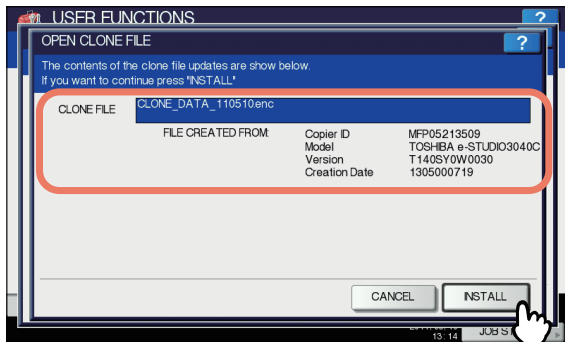 USER FUNCTIONS ?
OPEN CLONE FILE ?
The contents of the clone file updates are show below.
If you want to continue press "INSTALL"
CLONE FILE CLONE_DATA_110510.enc
FILE CREATED FROM: Copier ID MFP05213509
Model TOSHIBA e-STUDIO3040C
Version T140SY0W0030
Creation Date 1305000719
CANCEL INSTALL
13:14 JOB S